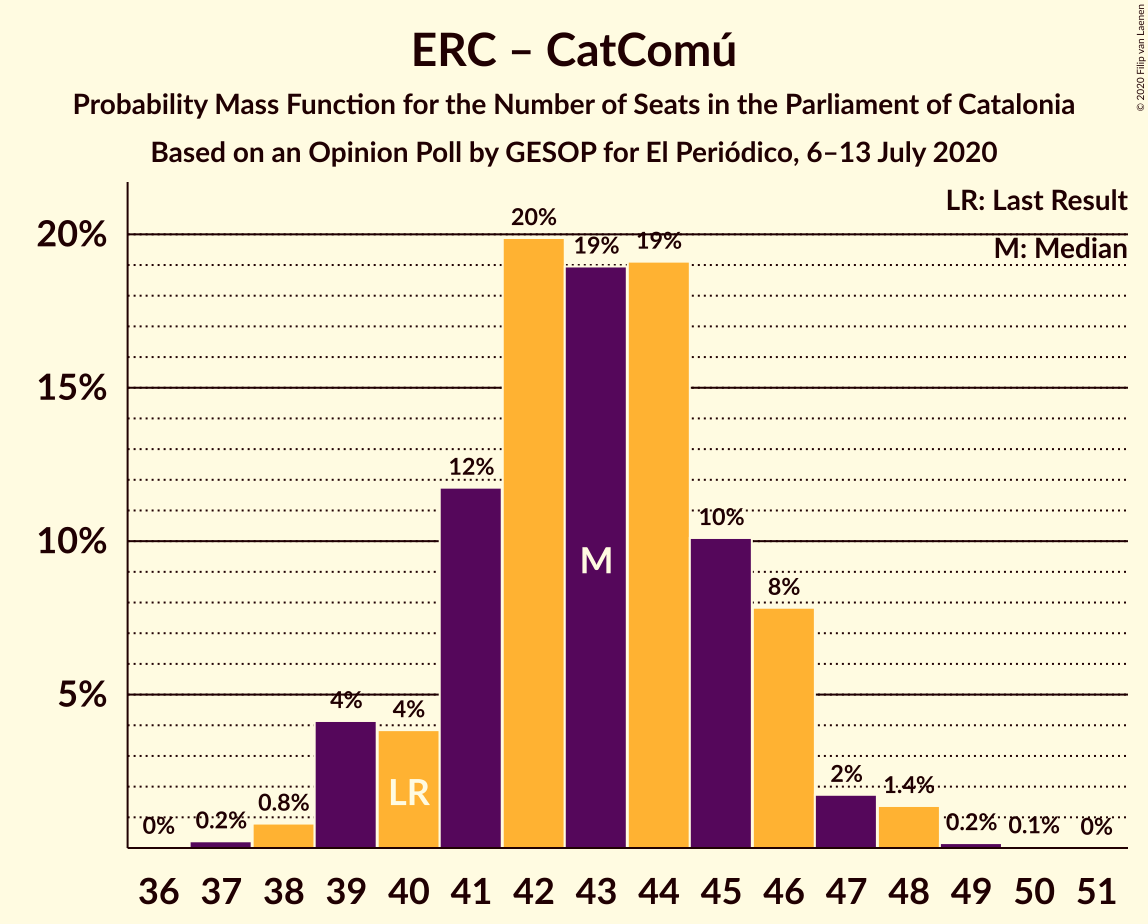 ERC – CatComú
Probability Mass Function for the Number of Seats in the Parliament of Catalonia
Based on an Opinion Poll by GESOP for El Periódico, 6–13 July 2020
© 2020 Filip van Laenen
LR: Last Result
M: Median
20%
15%
10%
5%
0%
0.2%
0.8%
4%
4%
12%
20%
19%
19%
10%
8%
2%
1.4%
0.2%
0.1%
0%
LR
M
36 37 38 39 40 41 42 43 44 45 46 47 48 49 50 51